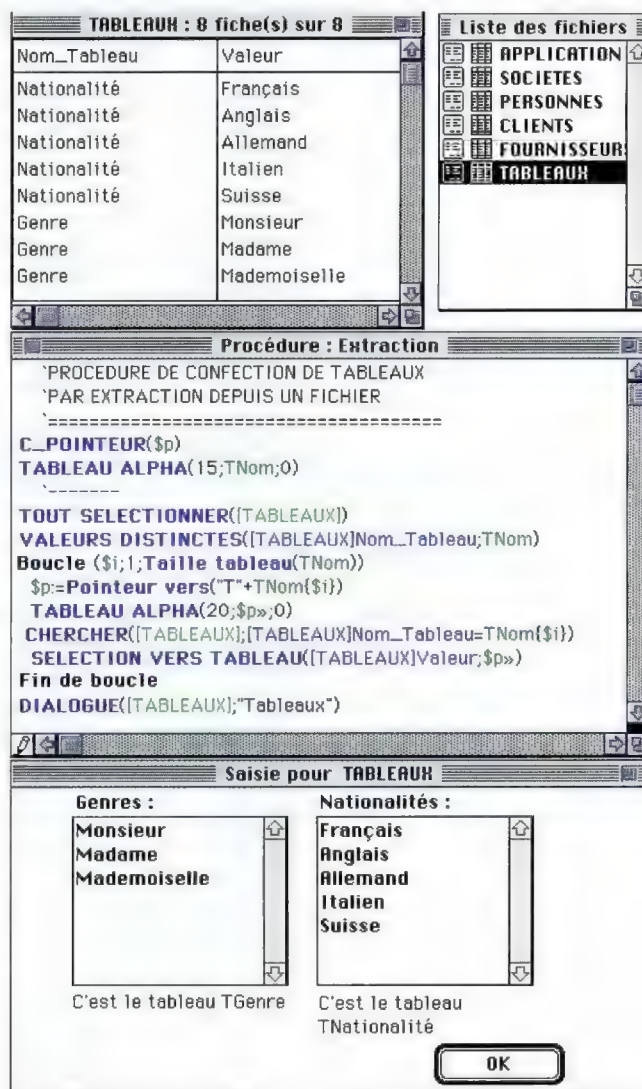 TABLEAUX : 8 fiche(s) sur 8
Nom_Tableau Valeur
Nationalité Français
Nationalité Anglais
Nationalité Allemand
Nationalité Italien
Nationalité Suisse
Genre Monsieur
Genre Madame
Genre Mademoiselle
Liste des fichiers
APPLICATION
SOCIETES
PERSONNES
CLIENTS
FOURNISSEURS
TABLEAUX
Procédure : Extraction
`PROCEDURE DE CONFECTION DE TABLEAUX
`PAR EXTRACTION DEPUIS UN FICHIER
`=======================================
C_POINTEUR($p)
TABLEAU ALPHA(15;TNom;0)
`-------
TOUT SELECTIONNER([TABLEAUX])
VALEURS DISTINCTES([TABLEAUX]Nom_Tableau;TNom)
Boucle ($i;1;Taille tableau(TNom))
$p:=Pointeur vers("T"+TNom{$i})
TABLEAU ALPHA(20;$p»;0)
CHERCHER([TABLEAUX];[TABLEAUX]Nom_Tableau=TNom{$i})
SELECTION VERS TABLEAU([TABLEAUX]Valeur;$p»)
Fin de boucle
DIALOGUE([TABLEAUX];"Tableaux")
Saisie pour TABLEAUX
Genres :
Monsieur
Madame
Mademoiselle
C'est le tableau TGenre
Nationalités :
Français
Anglais
Allemand
Italien
Suisse
C'est le tableau
TNationalité
OK